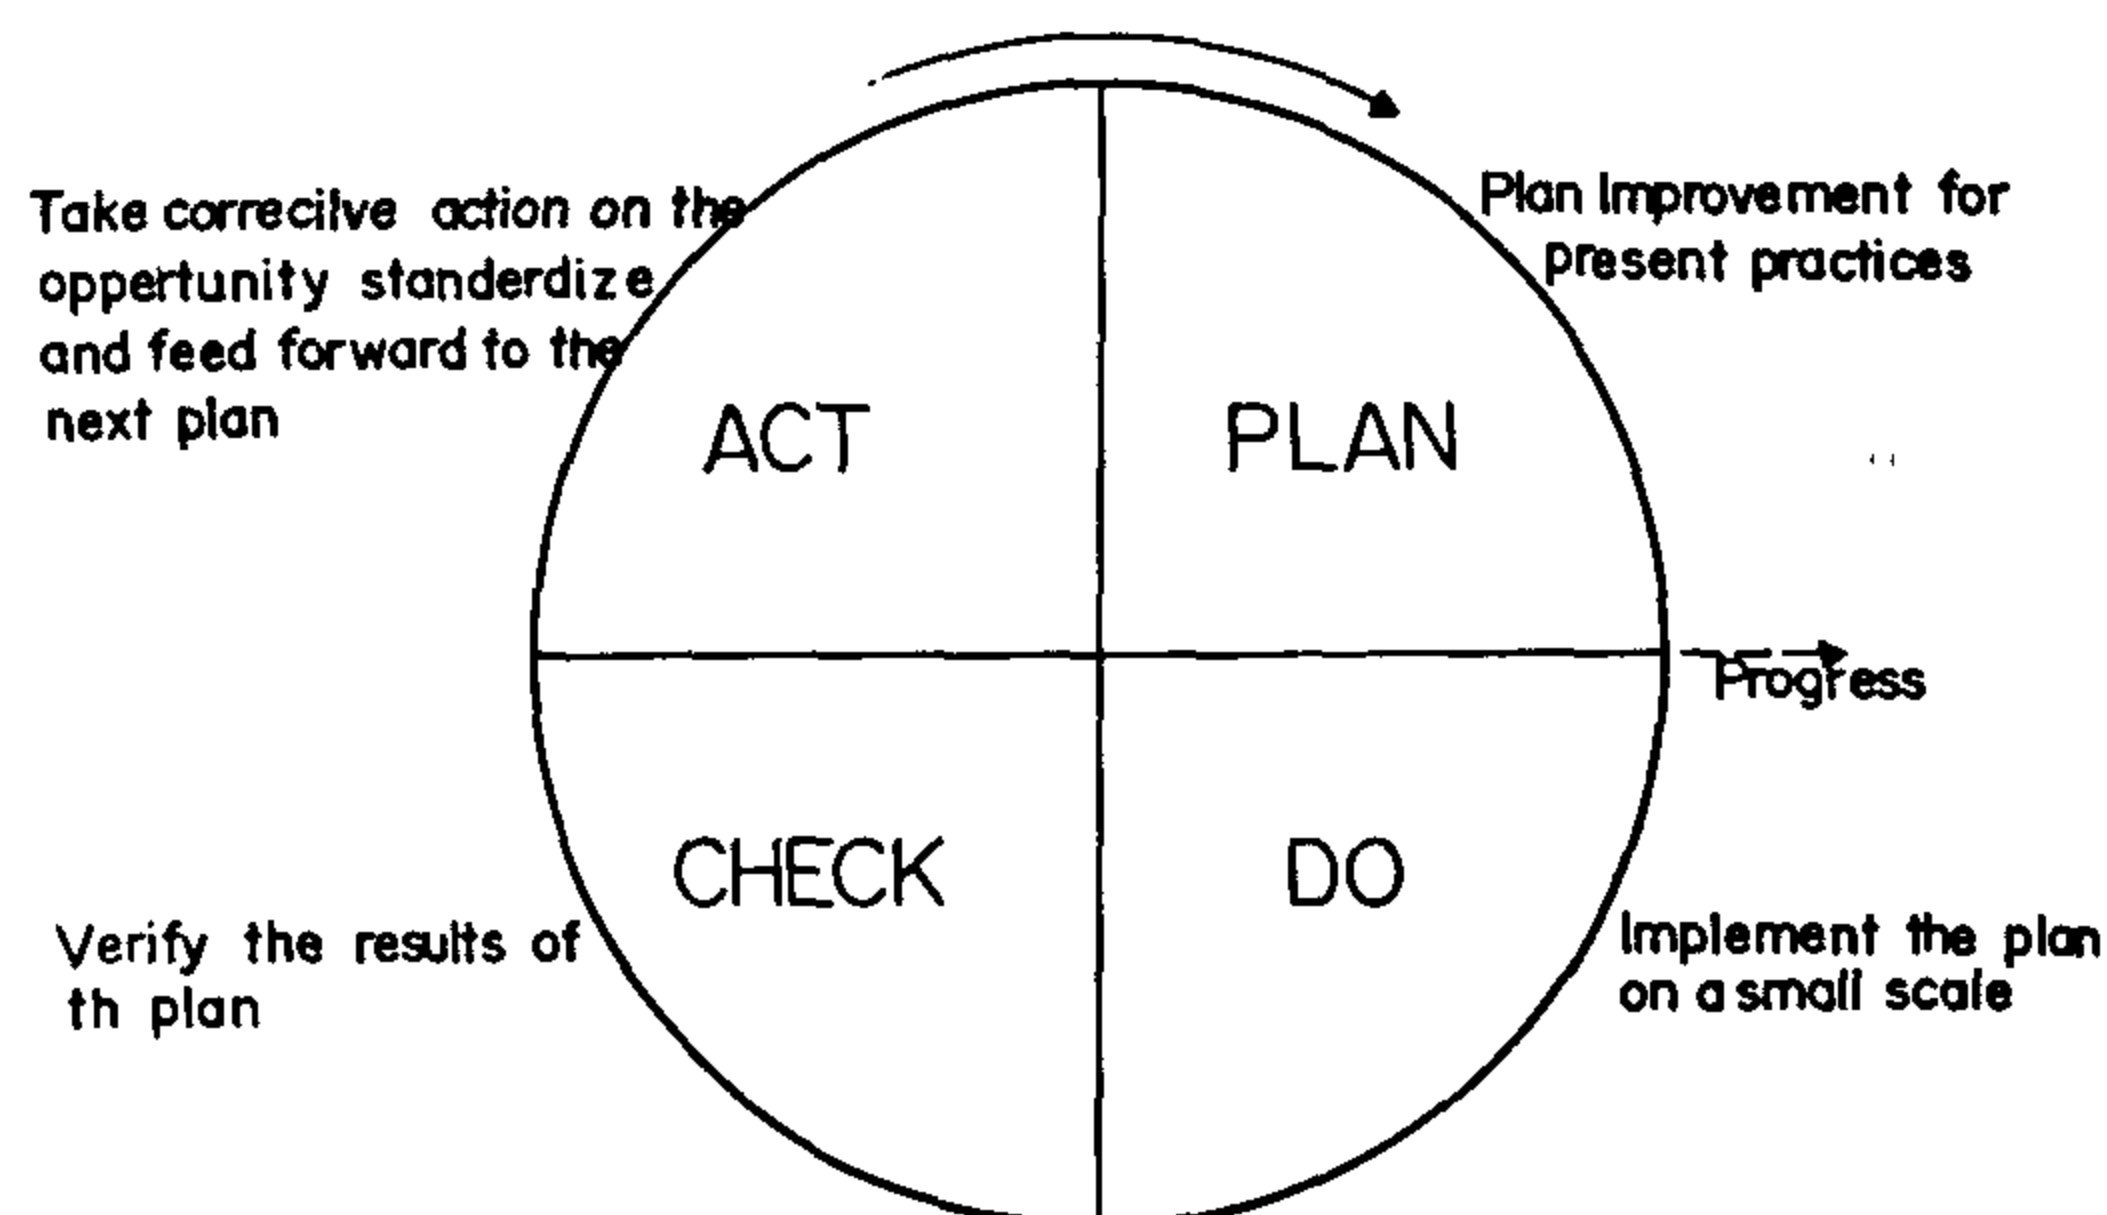 Take correcilve action on the
oppertunity standerdize
and feed forward to the
next plan
Plan Improvement for
present practices
ACT
PLAN
Progress
CHECK
DO
Verify the results of
th plan
Implement the plan
on a small scale